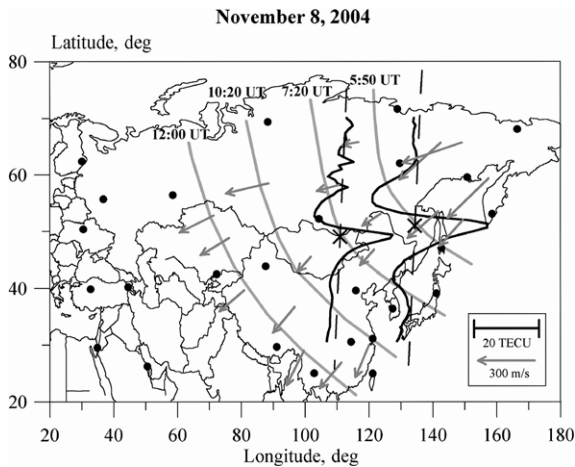 November 8, 2004
Latitude, deg
80
5:50 UT
10:20 UT
7:20 UT
12:00 UT
60
40
20 TECU
300 m/s
20
20 40 60 80 100 120 140 160 180
Longitude, deg